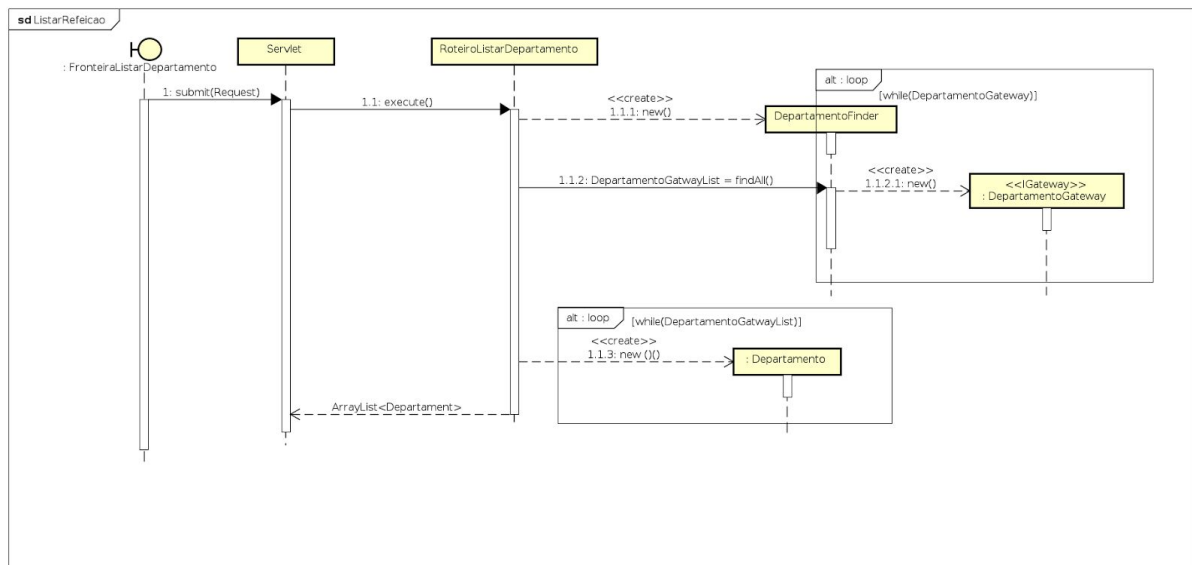 sd ListarRefeicao
: FronteiraListarDepartamento
Servlet
RoteiroListarDepartamento
alt : loop
[while(DepartamentoGateway)]
1: submit(Request)
1.1: execute()
<<create>>
1.1.1: new()
DepartamentoFinder
1.1.2: DepartamentoGatwayList = findAll()
<<create>>
1.1.2.1: new()
<<IGateway>>
: DepartamentoGateway
alt : loop
[while(DepartamentoGatwayList)]
<<create>>
1.1.3: new ()()
: Departamento
ArrayList<Departament>